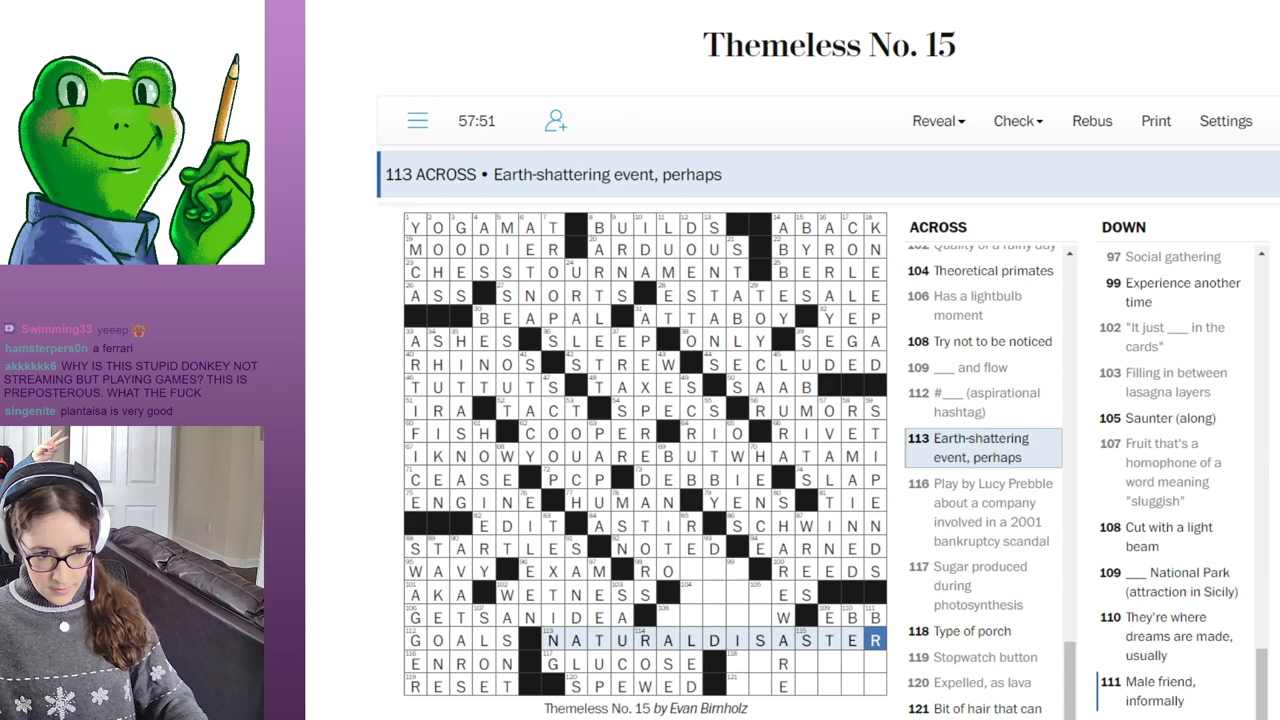 Themeless No. 15
57:51
Reveal
Check
Rebus
Print
Settings
113 ACROSS • Earth-shattering event, perhaps
YOGAMAT BUILDS ABACK
MOODIER ARDUOUS BYRON
CHESSTOURNAMENT BERLE
ASS SNORTS ESTATESALE
BEAPAL ATTABOY YEP
ASHES SLEEP ONLY SEGA
RHINOS STREW SECLUDED
TUTTUTS TAXES SAAB
IRA TACT SPECS RUMORS
FISH COOPER RIO RIVET
IKNOWYOUAREBUTWHATAMI
CEASE PCP DEBBIE SLAP
ENGINE HUMAN YENS TIE
EDIT ASTIR SCHWINN
STARTLES NOTED EARNED
WAVY EXAM RO REEDS
AKA WETNESS ES
GETSANIDEA W EBB
GOALS NATURALDISASTER
ENRON GLUCOSE R
RESET SPEWED E
Themeless No. 15 by Evan Birnholz
ACROSS
102 Quality of a rainy day
104 Theoretical primates
106 Has a lightbulb
moment
108 Try not to be noticed
109 ___ and flow
112 #___ (aspirational
hashtag)
113 Earth-shattering
event, perhaps
116 Play by Lucy Prebble
about a company
involved in a 2001
bankruptcy scandal
117 Sugar produced
during
photosynthesis
118 Type of porch
119 Stopwatch button
120 Expelled, as lava
121 Bit of hair that can
DOWN
97 Social gathering
99 Experience another
time
102 "It just ___ in the
cards"
103 Filling in between
lasagna layers
105 Saunter (along)
107 Fruit that's a
homophone of a
word meaning
"sluggish"
108 Cut with a light
beam
109 ___ National Park
(attraction in Sicily)
110 They're where
dreams are made,
usually
111 Male friend,
informally
Swimming33 yeeep
hamsterpers0n a ferrari
akkkkkk6 WHY IS THIS STUPID DONKEY NOT
STREAMING BUT PLAYING GAMES? THIS IS
PREPOSTEROUS. WHAT THE FUCK
singenite plantaisa is very good